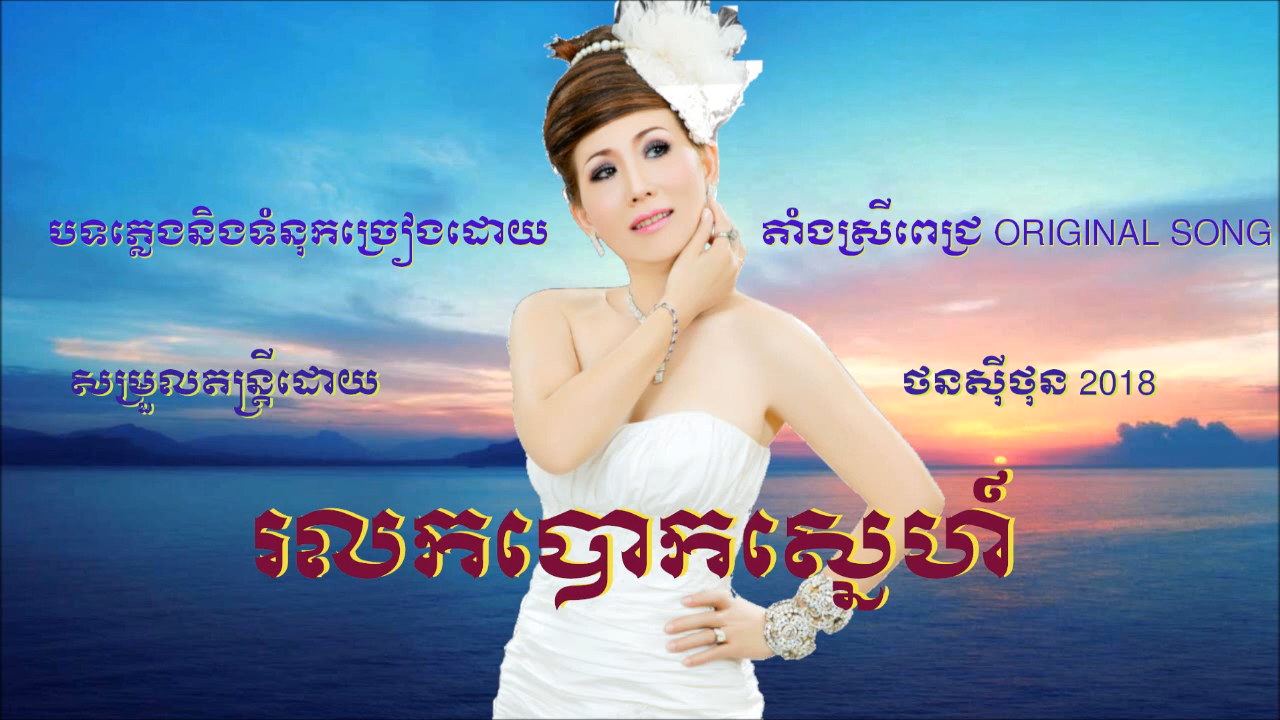 បទភ្លេងនិងទំនុកច្រៀងដោយ
តាំងស្រីពេជ្រ ORIGINAL SONG
សម្រួលតន្ត្រីដោយ
ថនស៊ីថុន 2018
រលកបោកស្នេហ៍